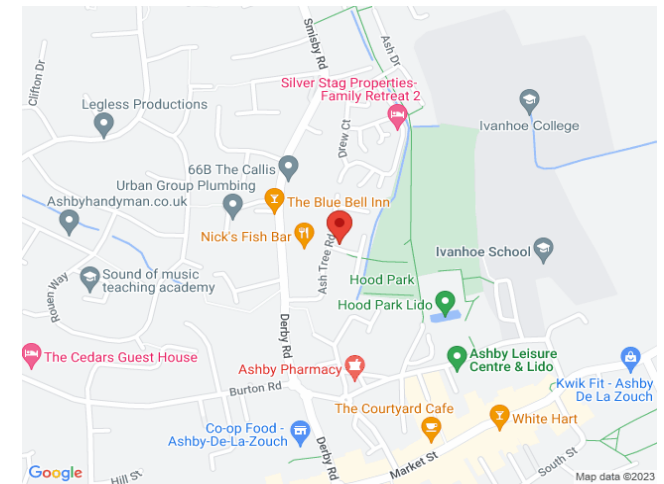 Smisby Rd
Ash Dr
Clifton Dr
Silver Stag Properties-
Family Retreat 2
Legless Productions
Ivanhoe College
Drew Ct
66B The Callis
Urban Group Plumbing
Ashbyhandyman.co.uk
The Blue Bell Inn
Nick's Fish Bar
Ash Tree Rd
Ivanhoe School
Rouen Way
Sound of music
teaching academy
Hood Park
Hood Park Lido
Derby Rd
The Cedars Guest House
Ashby Pharmacy
Ashby Leisure
Centre & Lido
Kwik Fit - Ashby
De La Zouch
Burton Rd
The Courtyard Cafe
White Hart
Co-op Food -
Ashby-De-La-Zouch
Derby Rd
Market St
South St
Google
Hill St
Map data ©2023